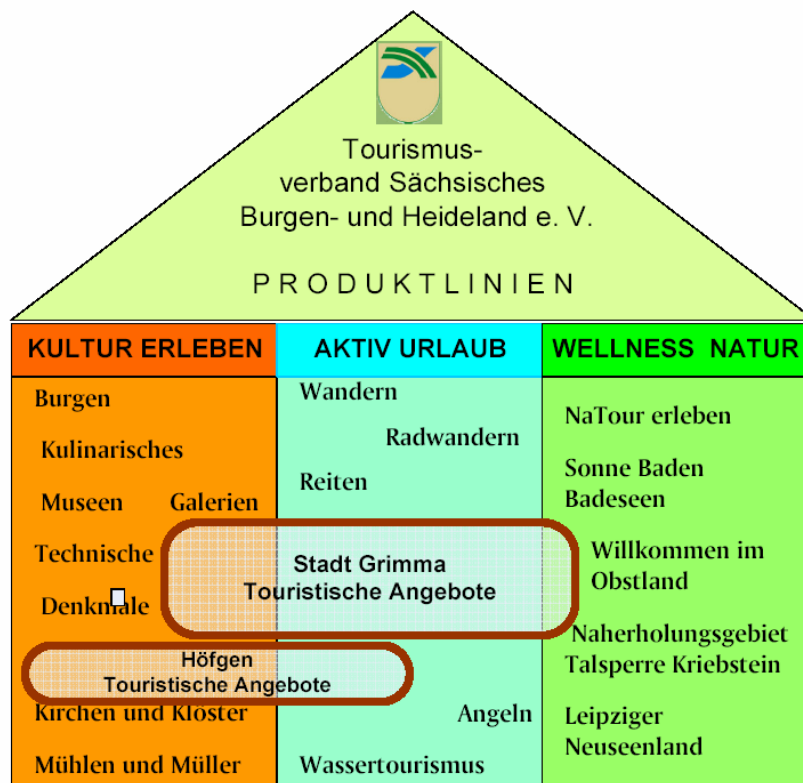 Tourismus-
verband Sächsisches
Burgen- und Heideland e. V.
PRODUKTLINIEN
KULTUR ERLEBEN
Burgen
Kulinarisches
Museen Galerien
Technische
Denkmale
Kirchen und Klöster
Mühlen und Müller
AKTIV URLAUB
Wandern
Radwandern
Reiten
Stadt Grimma
Touristische Angebote
Höfgen
Touristische Angebote
Angeln
Wassertourismus
WELLNESS NATUR
NaTour erleben
Sonne Baden
Badeseen
Willkommen im
Obstland
Naherholungsgebiet
Talsperre Kriebstein
Leipziger
Neuseenland